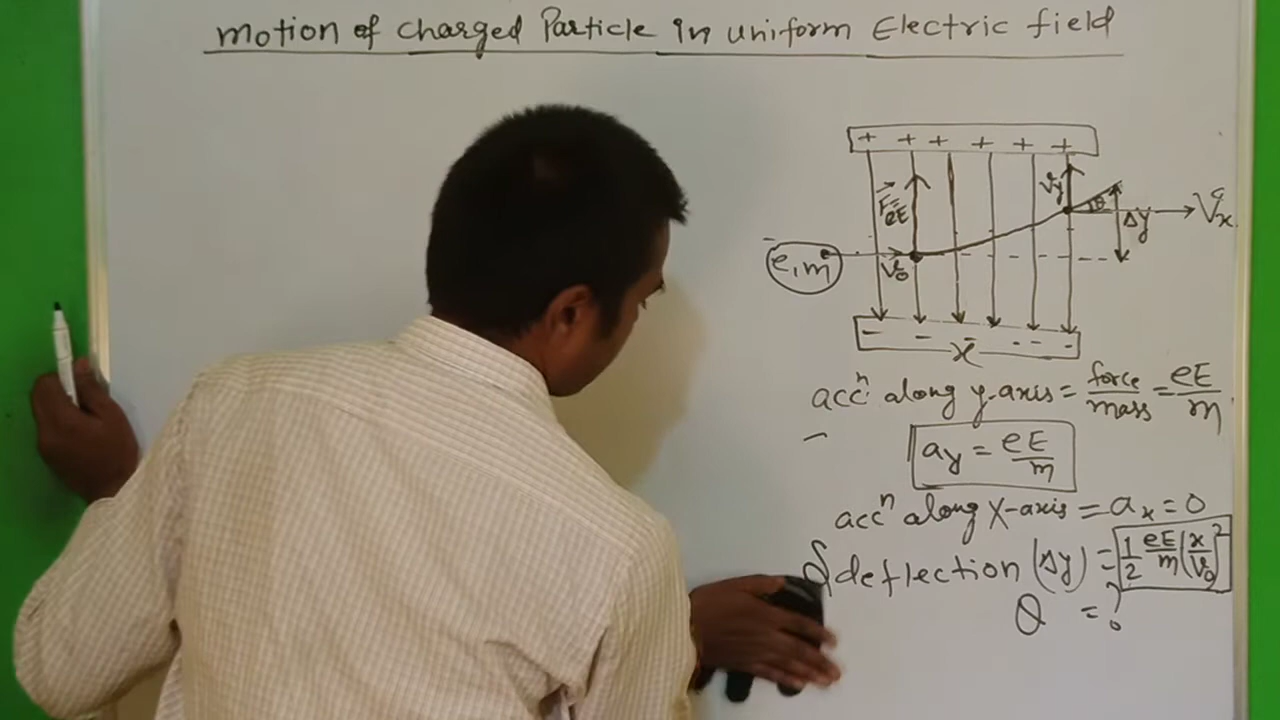 motion of charged Particle in uniform Electric field
+ + + + + +
F⃗=eE
Vy
θ
Vx
Δy
e, m
V₀
- - - - - -
x
accⁿ along y-axis = force/mass = eE/m
ay = eE/m
accⁿ along X-axis = ax = 0
deflection (Δy) = 1/2 eE/m (x/V₀)²
θ = ?